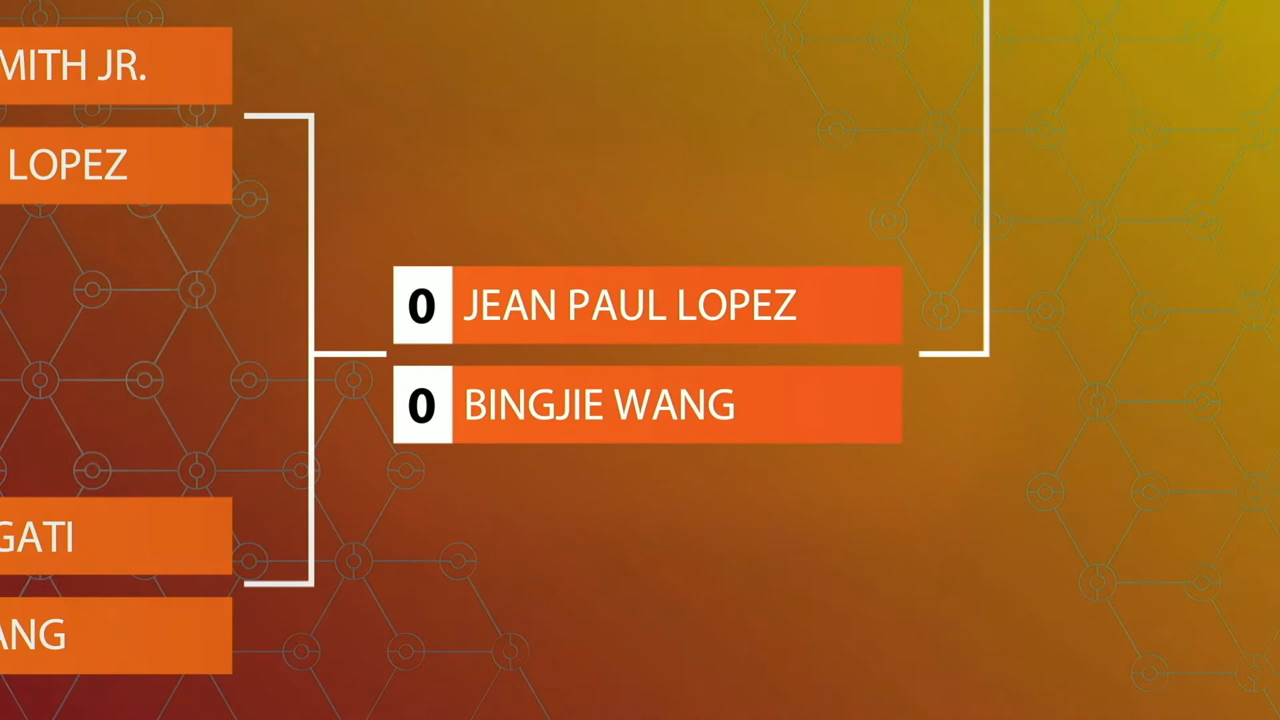 MITH JR.
LOPEZ
0 JEAN PAUL LOPEZ
0 BINGJIE WANG
GATI
ANG